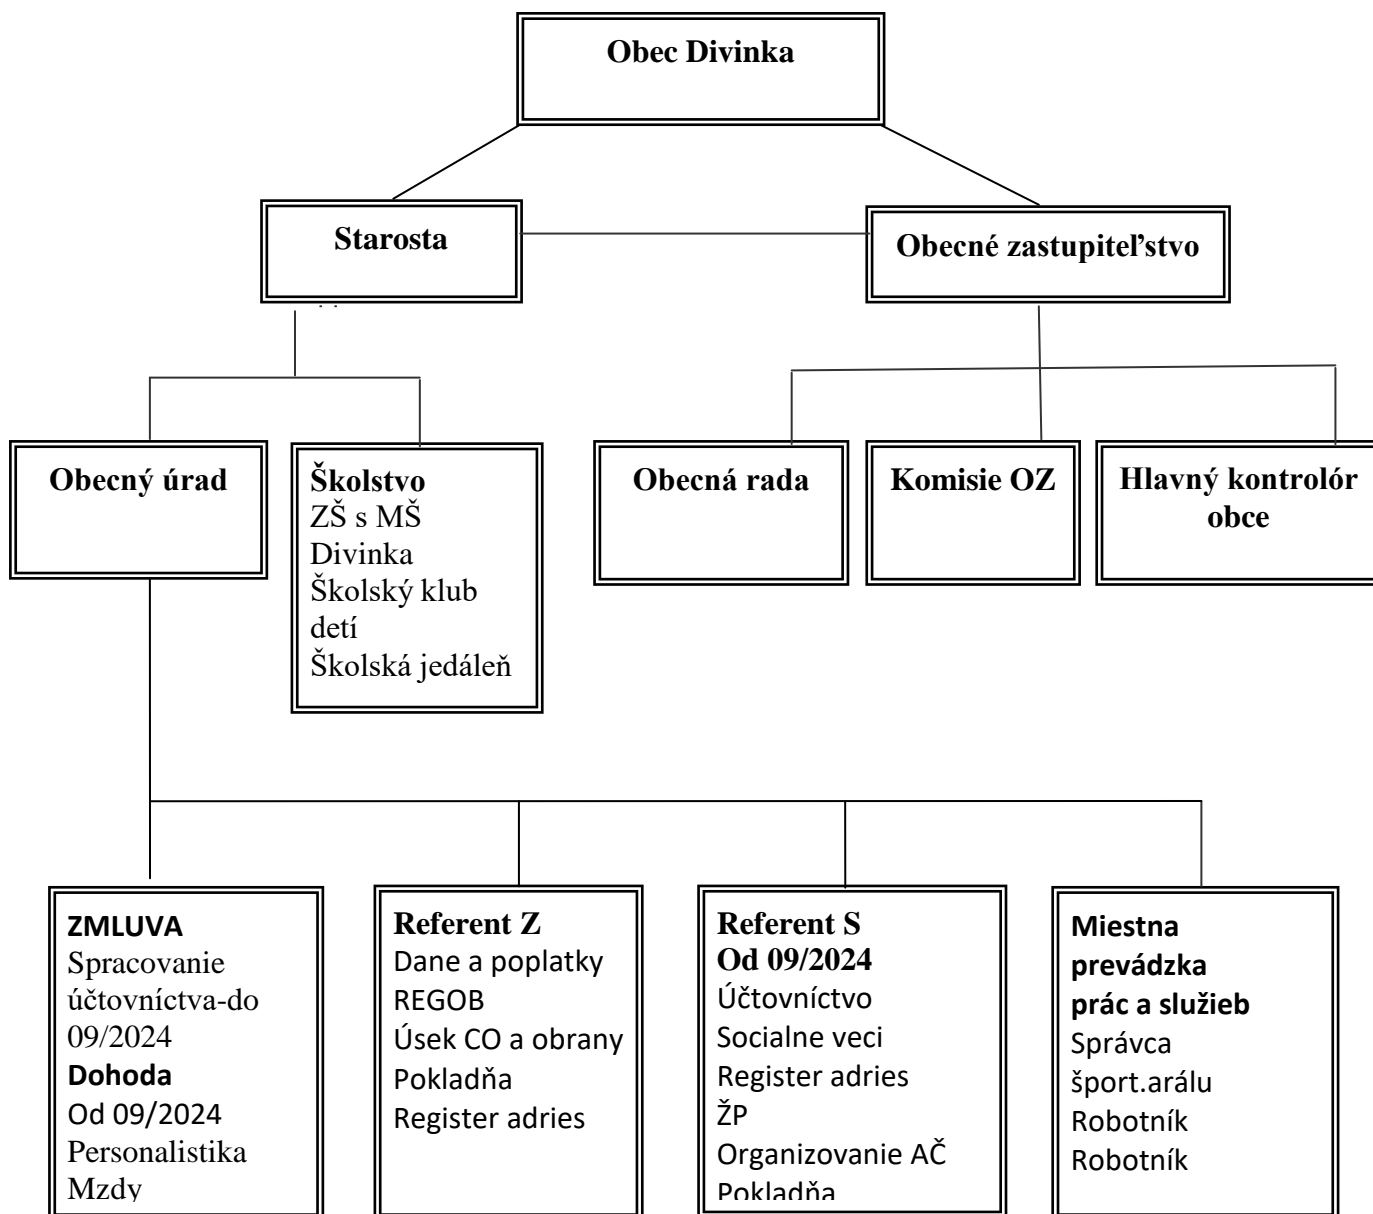 Obec Divinka
Starosta
Obecné zastupiteľstvo
Obecný úrad
Školstvo
ZŠ s MŠ
Divinka
Školský klub
detí
Školská jedáleň
Obecná rada
Komisie OZ
Hlavný kontrolór
obce
ZMLUVA
Spracovanie
účtovníctva-do
09/2024
Dohoda
Od 09/2024
Personalistika
Mzdy
Referent Z
Dane a poplatky
REGOB
Úsek CO a obrany
Pokladňa
Register adries
Referent S
Od 09/2024
Účtovníctvo
Socialne veci
Register adries
ŽP
Organizovanie AČ
Pokladňa
Miestna
prevádzka
prác a služieb
Správca
šport.arálu
Robotník
Robotník